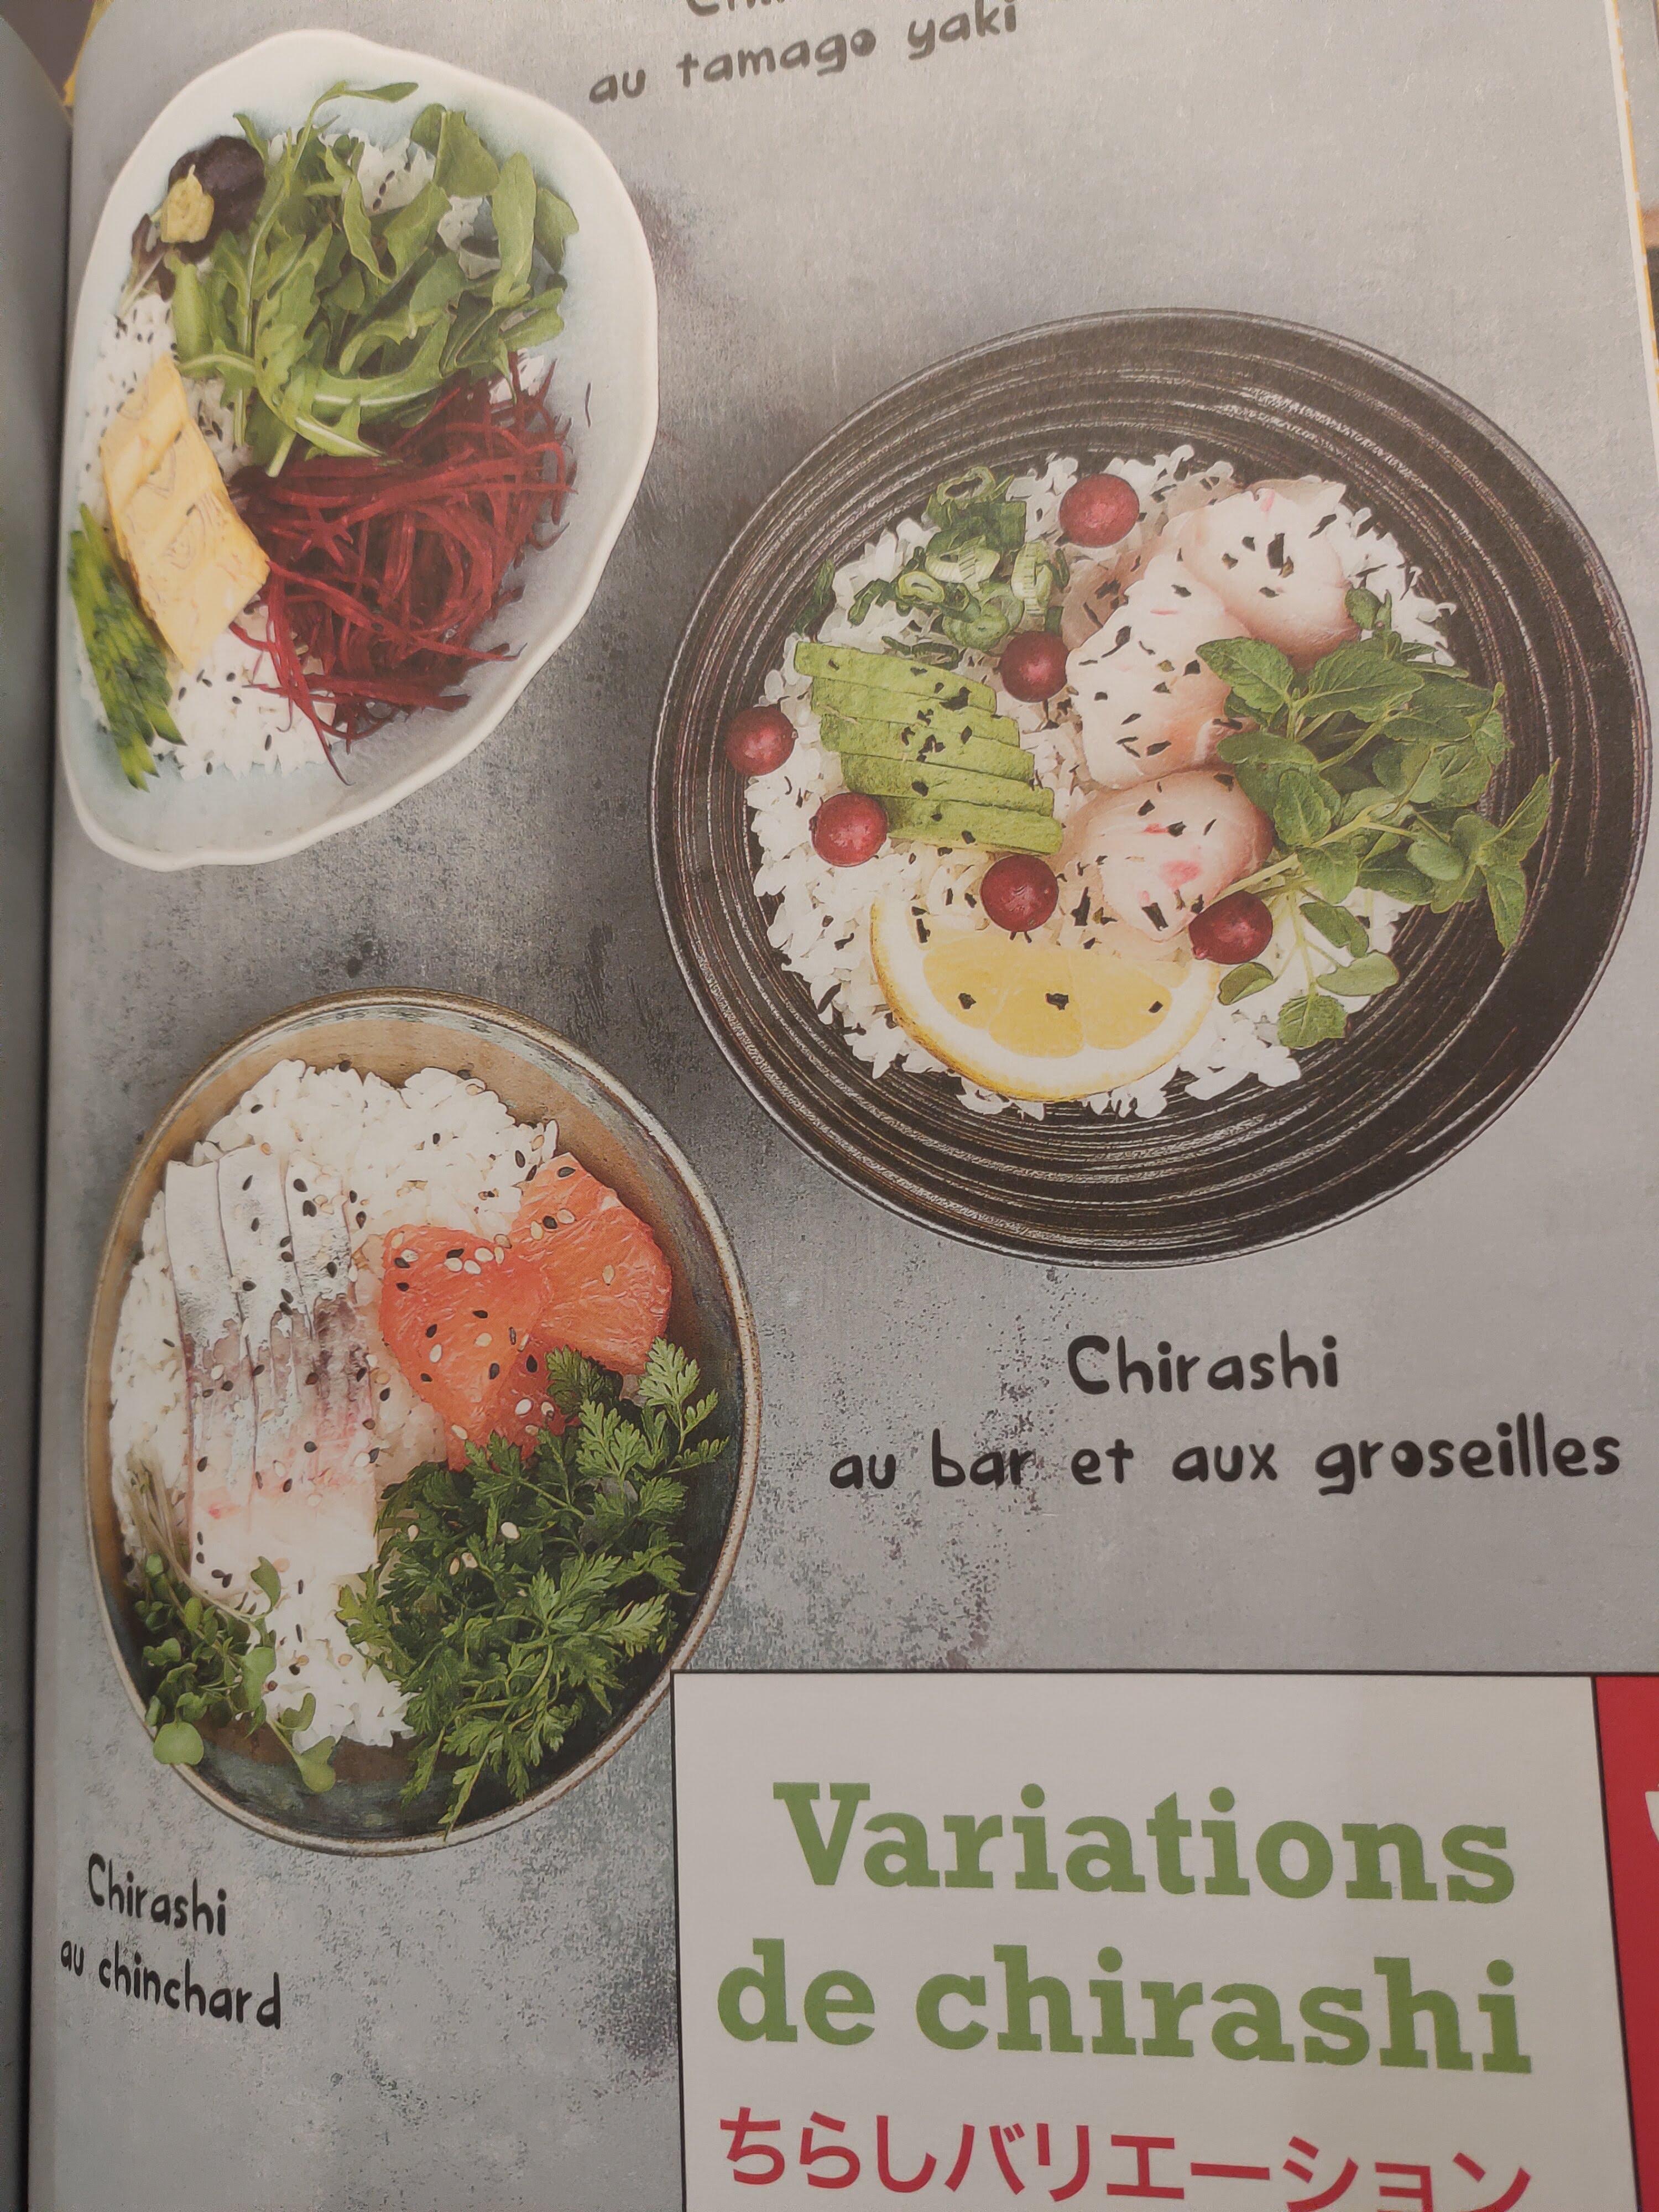 au tamago yaki
Chirashi
au bar et aux groseilles
Chirashi
au chinchard
Variations
de chirashi
ちらしバリエーション